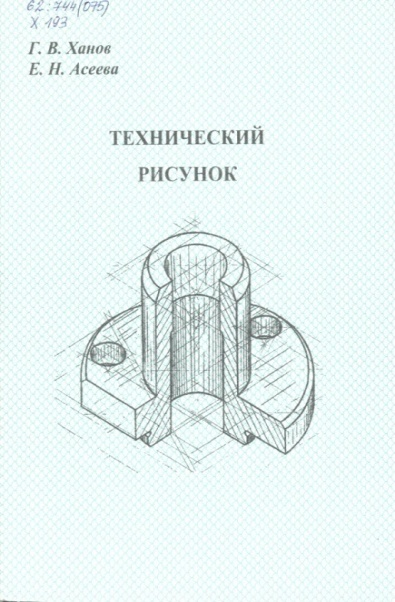 62:744(075)
Х 193
Г. В. Ханов
Е. Н. Асеева
ТЕХНИЧЕСКИЙ
РИСУНОК